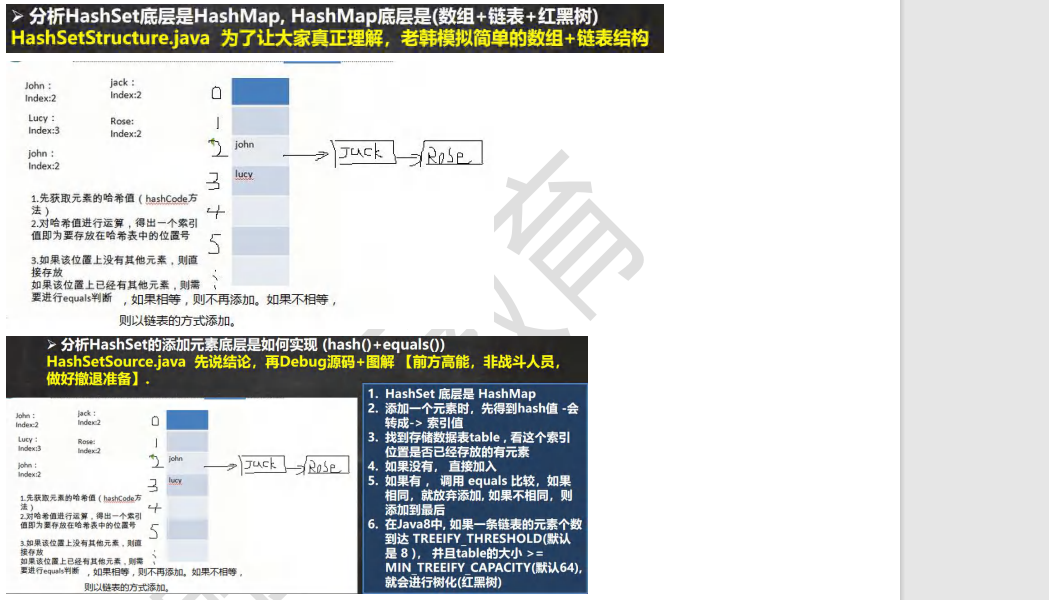 ➢ 分析HashSet底层是HashMap, HashMap底层是(数组+链表+红黑树)
HashSetStructure.java 为了让大家真正理解，老韩模拟简单的数组+链表结构
John：
Index:2
jack：
Index:2
Lucy：
Index:3
Rose:
Index:2
john：
Index:2
0
1
2
3
4
5
john
lucy
Jack
Rose
1.先获取元素的哈希值（hashCode方
法）
2.对哈希值进行运算，得出一个索引
值即为要存放在哈希表中的位置号
3.如果该位置上没有其他元素，则直
接存放
如果该位置上已经有其他元素，则需
要进行equals判断 ，如果相等，则不再添加。如果不相等，
则以链表的方式添加。
育
➢ 分析HashSet的添加元素底层是如何实现 (hash()+equals())
HashSetSource.java 先说结论，再Debug源码+图解 【前方高能，非战斗人员，
做好撤退准备】.
John：
Index:2
jack：
Index:2
Lucy：
Index:3
Rose:
Index:2
john：
Index:2
0
1
2
3
4
5
john
lucy
Jack
Rose
1.先获取元素的哈希值（hashCode方
法）
2.对哈希值进行运算，得出一个索引
值即为要存放在哈希表中的位置号
3.如果该位置上没有其他元素，则直
接存放
如果该位置上已经有其他元素，则需
要进行equals判断 ，如果相等，则不再添加。如果不相等，
则以链表的方式添加。
1. HashSet 底层是 HashMap
2. 添加一个元素时，先得到hash值 -会
转成-> 索引值
3. 找到存储数据表table , 看这个索引
位置是否已经存放的有元素
4. 如果没有， 直接加入
5. 如果有 ， 调用 equals 比较，如果
相同，就放弃添加, 如果不相同，则
添加到最后
6. 在Java8中, 如果一条链表的元素个数
到达 TREEIFY_THRESHOLD(默认
是 8 )， 并且table的大小 >=
MIN_TREEIFY_CAPACITY(默认64),
就会进行树化(红黑树)